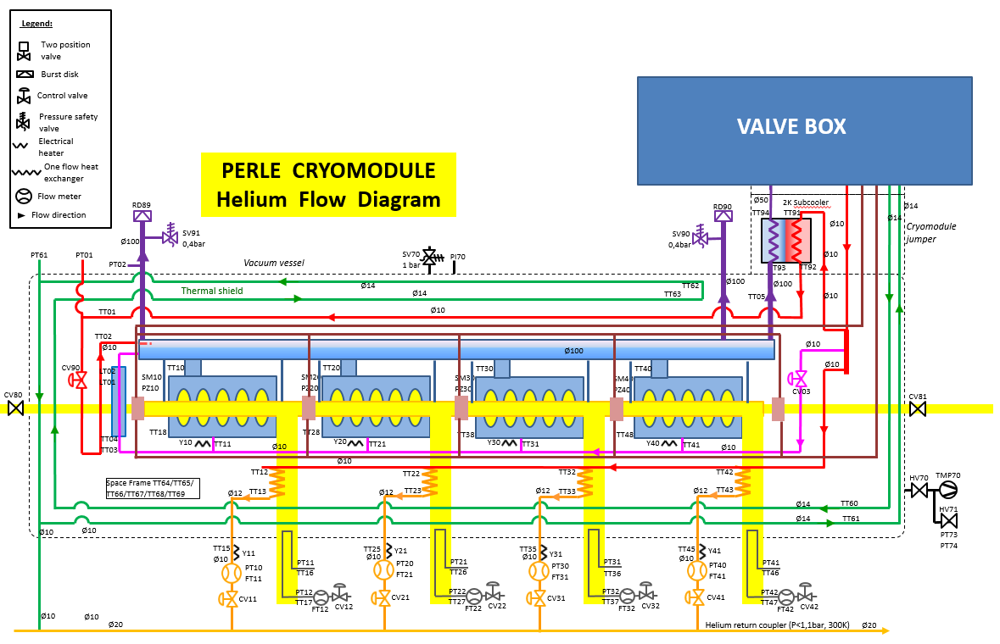 Legend:
Two position
valve
Burst disk
Control valve
Pressure safety
valve
Electrical
heater
One flow heat
exchanger
Flow meter
Flow direction
VALVE BOX
PERLE CRYOMODULE
Helium Flow Diagram
RD89
SV91
0,4bar
Ø100
PT61
PT01
PT02
Vacuum vessel
SV70
1 bar
PI70
RD90
SV90
0,4bar
Ø50
2K Subcooler
TT94
TT91
Ø14
Ø14
Ø10
Cryomodule
jumper
Ø10
T93
TT92
Thermal shield
Ø14
Ø14
TT62
TT63
Ø100
Ø100
TT05
Ø10
TT01
Ø10
TT02
Ø10
Ø100
Ø10
Ø10
CV90
LT02
LT01
SM10
PZ10
TT10
SM20
PZ20
TT20
SM30
PZ30
TT30
SM40
PZ40
TT40
CV03
CV80
CV81
TT18
TT28
TT38
TT48
TT04
TT03
Y10
TT11
Y20
TT21
Y30
TT31
Y40
TT41
Ø10
Ø10
Ø10
TT12
TT22
TT32
TT42
Space Frame TT64/TT65/
TT66/TT67/TT68/TT69
Ø12
TT13
Ø12
TT23
Ø12
TT33
Ø12
TT43
HV70
TMP70
Ø14
TT60
Ø14
TT61
HV71
PT73
PT74
Ø10
Ø10
TT15
Ø10
Y11
TT25
Ø10
Y21
TT35
Ø10
Y31
TT45
Ø10
Y41
PT10
FT11
PT11
TT16
PT20
FT21
PT21
TT26
PT30
FT31
PT31
TT36
PT40
FT41
PT41
TT46
CV11
PT12
TT17
FT12
CV12
CV21
PT22
TT27
FT22
CV22
CV31
PT32
TT37
FT32
CV32
CV41
PT42
TT47
FT42
CV42
Ø10
Ø10
Ø20
Helium return coupler (P<1,1bar, 300K)
Ø20